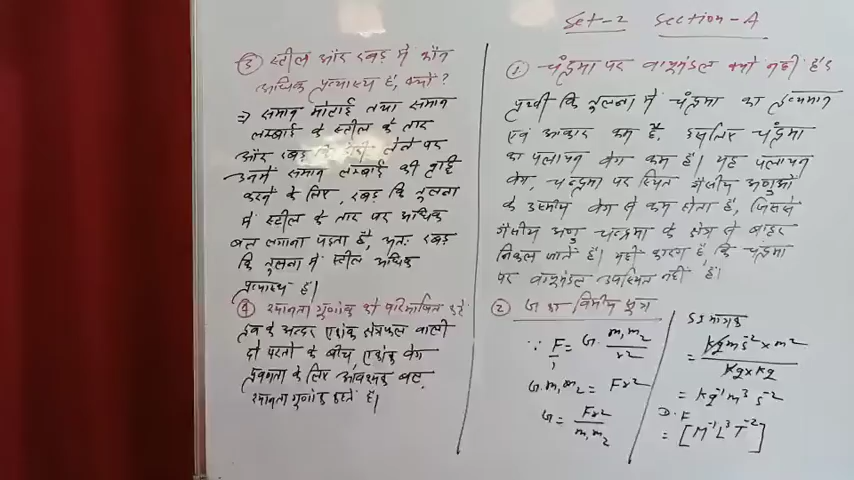 Set-2 Section-A
① चंद्रमा पर वायुमंडल क्यों नहीं है?
पृथ्वी कि तुलना में चंद्रमा का द्रव्यमान
एवं आकार कम है, इसलिए चंद्रमा
का पलायन वेग कम है। यह पलायन
वेग, चन्द्रमा पर स्थित गैसीय अणुओं
के उस्मीय वेग से कम होता है, जिससे
गैसीय अणु चन्द्रमा के क्षेत्र से बाहर
निकल जाते हैं। यही कारण है, कि चंद्रमा
पर वायुमंडल उपस्थित नहीं है।
② G का विमीय सूत्र
∵ F/1 = G. m₁m₂/r²
G.m₁m₂ = Fr²
G = Fr²/m₁m₂
SI मात्रक
= kgms⁻² × m²/kg×kg
= kg⁻¹m³s⁻²
D.F
= [M⁻¹L³T⁻²]
③ स्टील और रबड़ में कौन
अधिक प्रत्यास्थ है, क्यों?
⇒ समान मोटाई तथा समान
लम्बाई के स्टील के तार
और रबड़ लेने पर
उनमें समान लम्बाई की वृद्धि
करने के लिए, रबड़ कि तुलना
में स्टील के तार पर अधिक
बल लगाना पड़ता है, अतः रबड़
कि तुलना में स्टील अधिक
प्रत्यास्थ है।
④ श्यानता गुणांक को परिभाषित करें
द्रव के अन्दर एकांक क्षेत्रफल वाली
दो परतों के बीच एकांक वेग
प्रवणता के लिए आवश्यक बल,
श्यानता गुणांक कहते हैं।